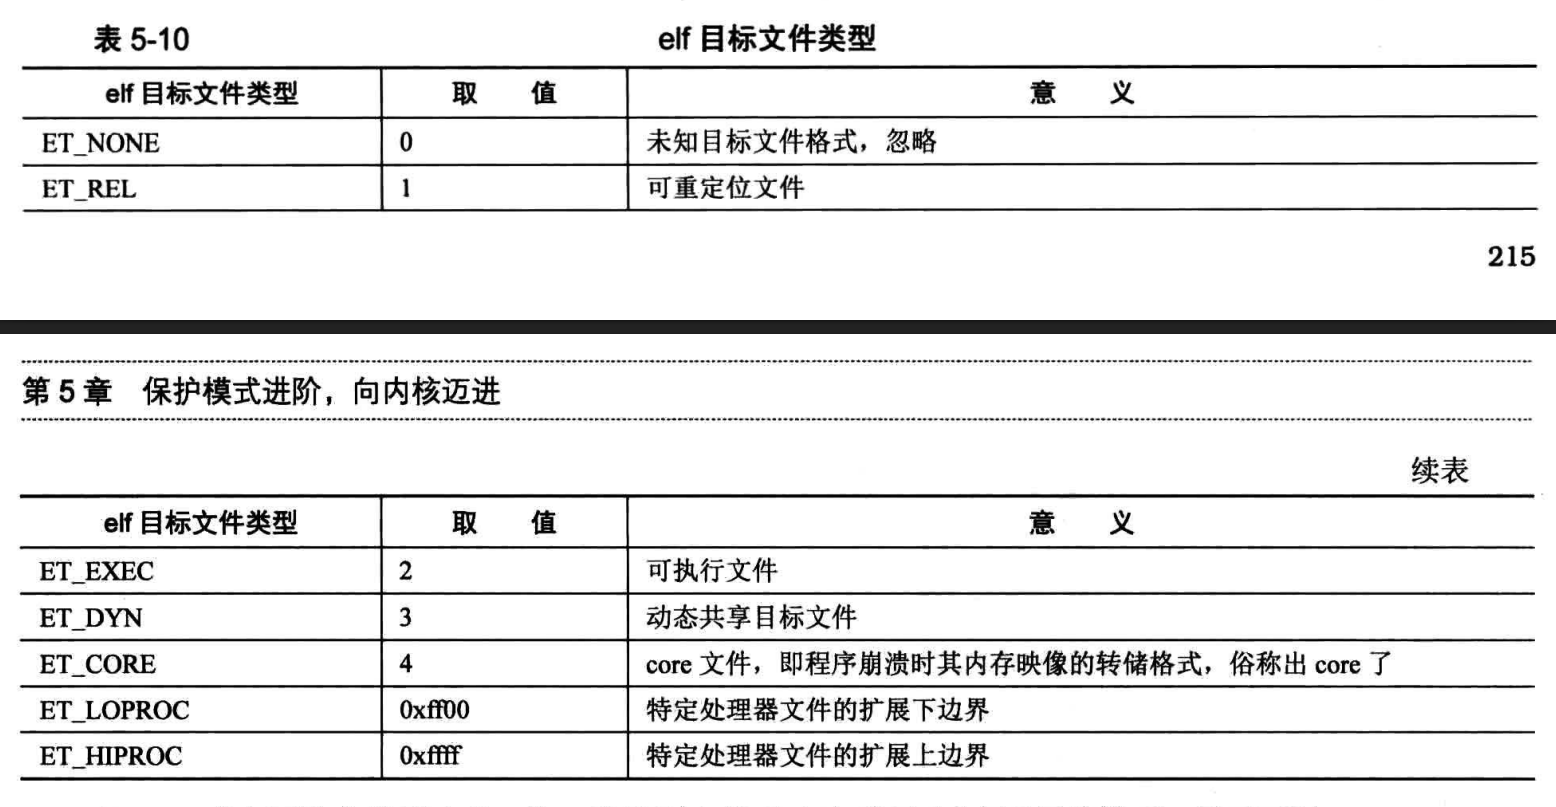 表 5-10 elf 目标文件类型
elf 目标文件类型 取 值 意 义
ET_NONE 0 未知目标文件格式，忽略
ET_REL 1 可重定位文件
215
第 5 章 保护模式进阶，向内核迈进
续表
elf 目标文件类型 取 值 意 义
ET_EXEC 2 可执行文件
ET_DYN 3 动态共享目标文件
ET_CORE 4 core 文件，即程序崩溃时其内存映像的转储格式，俗称出 core 了
ET_LOPROC 0xff00 特定处理器文件的扩展下边界
ET_HIPROC 0xffff 特定处理器文件的扩展上边界